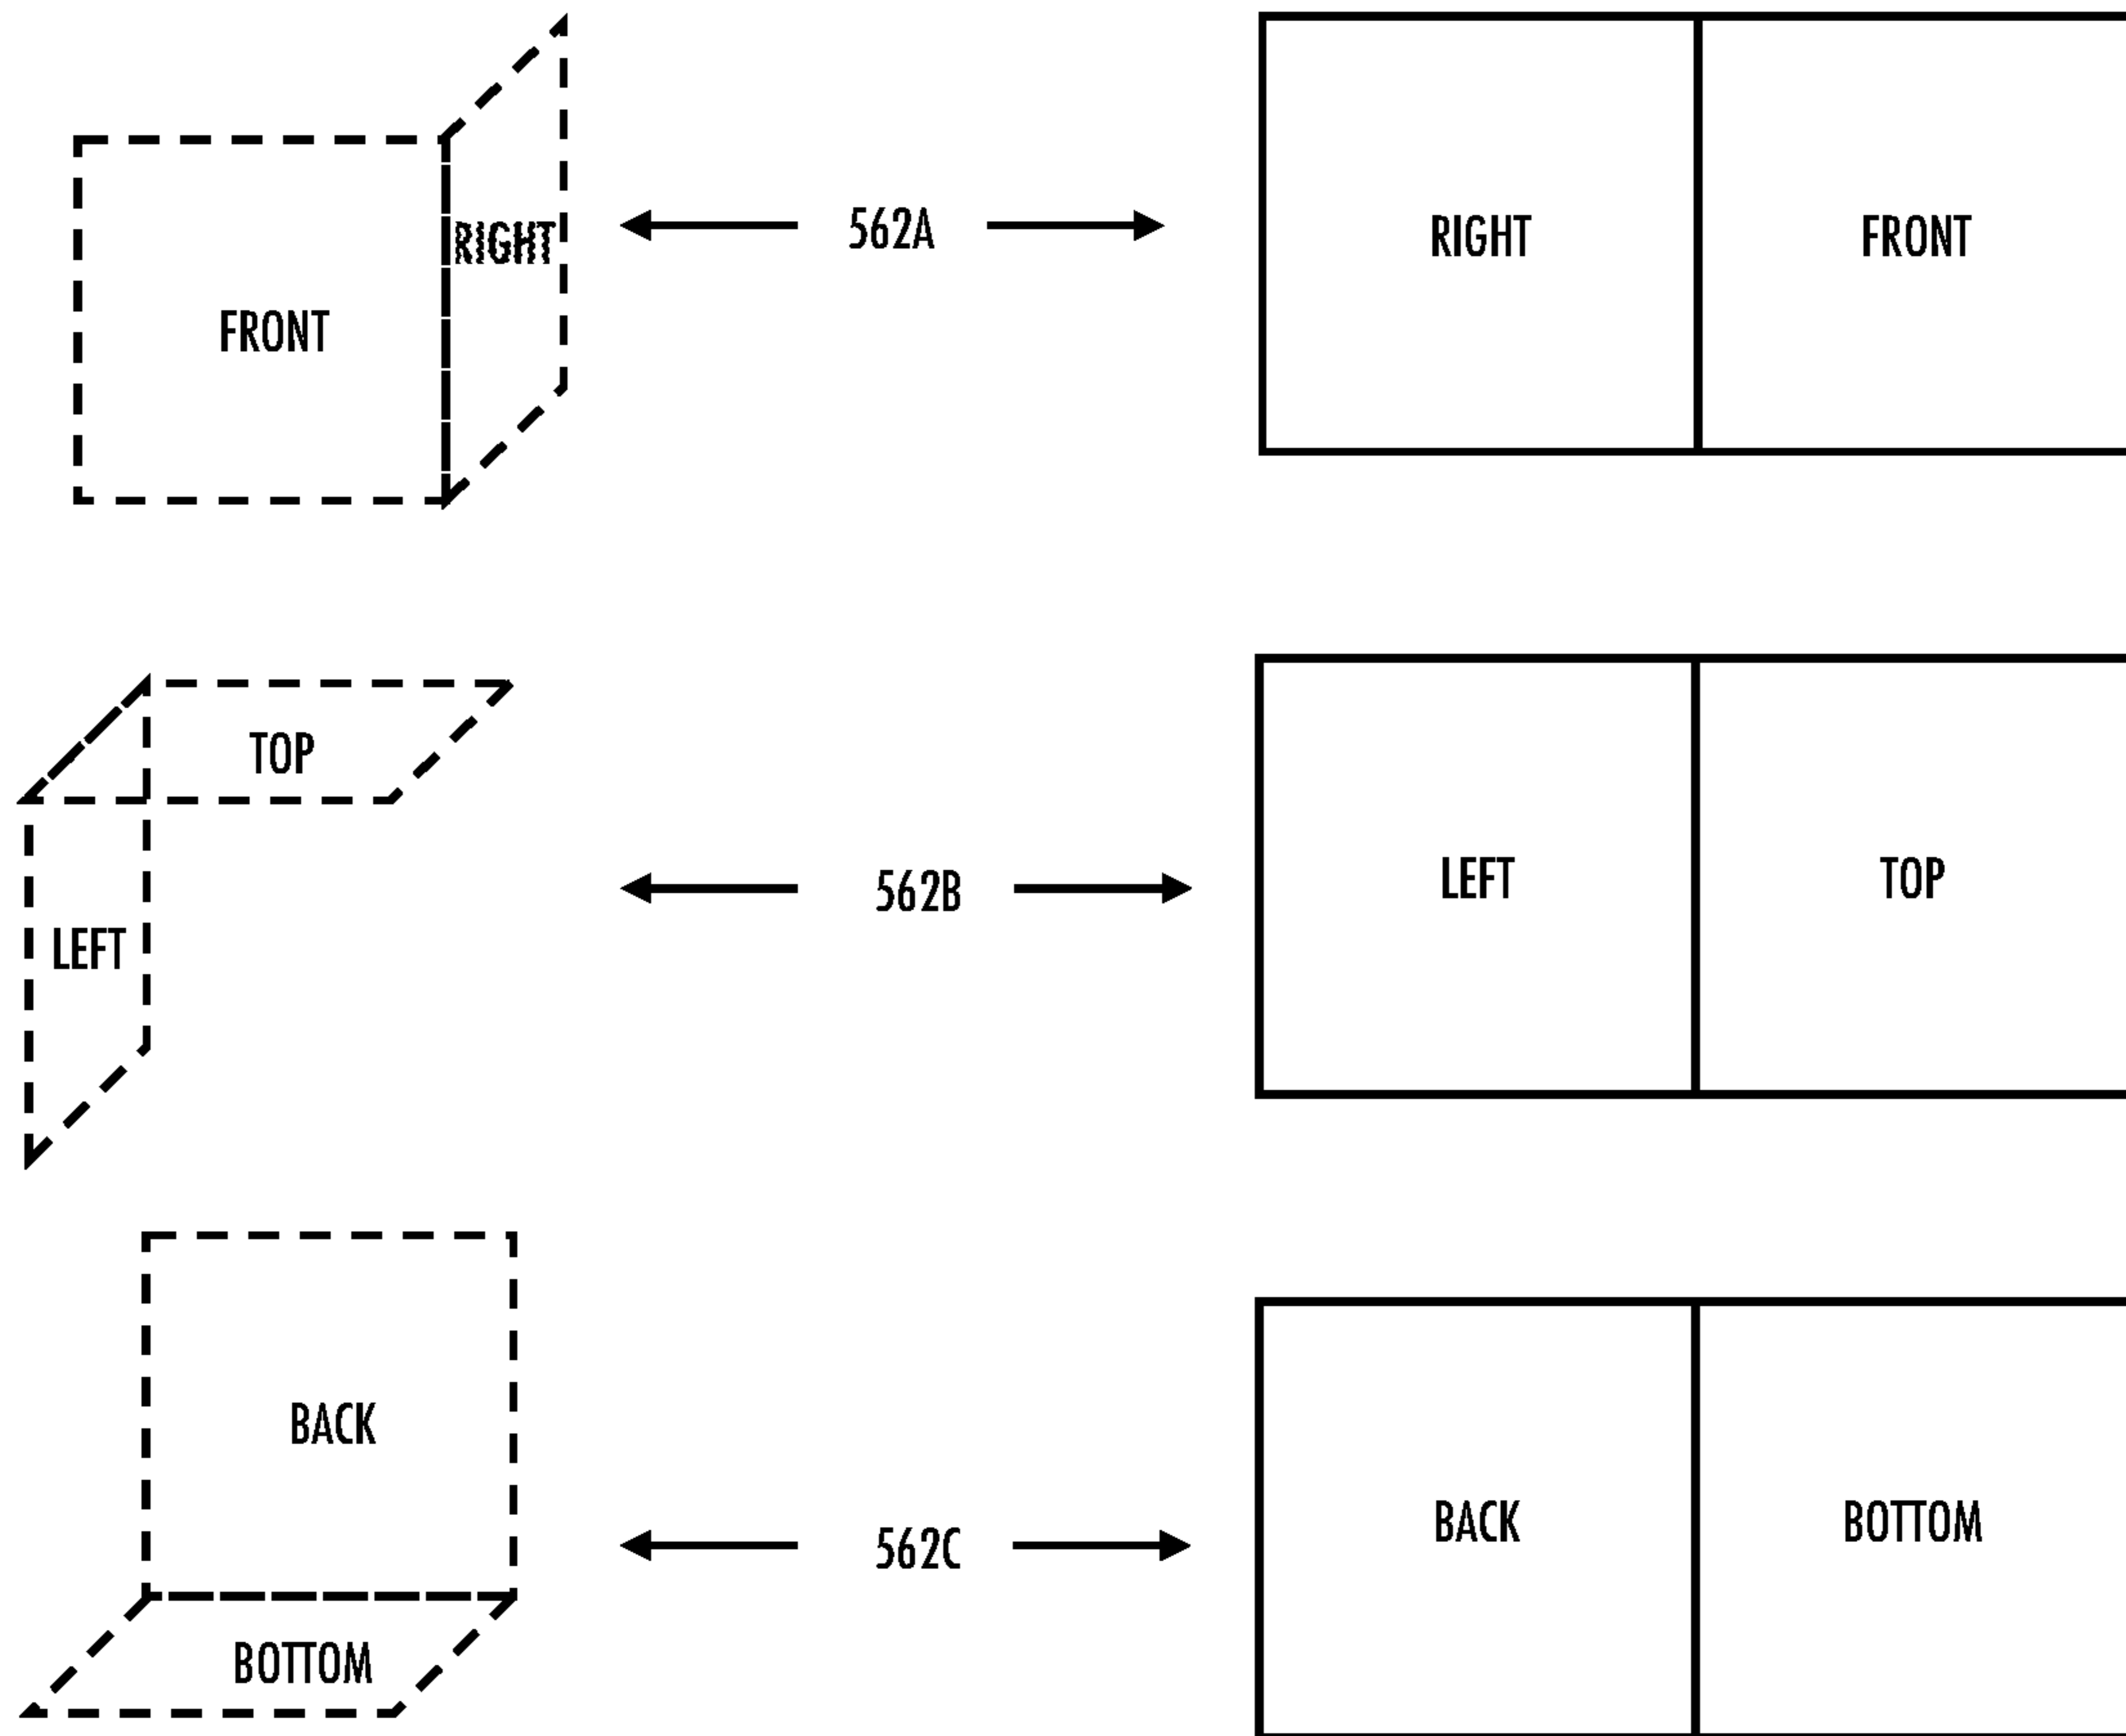 RIGHT
562A
RIGHT
FRONT
FRONT
TOP
562B
LEFT
TOP
LEFT
BACK
562C
BACK
BOTTOM
BOTTOM